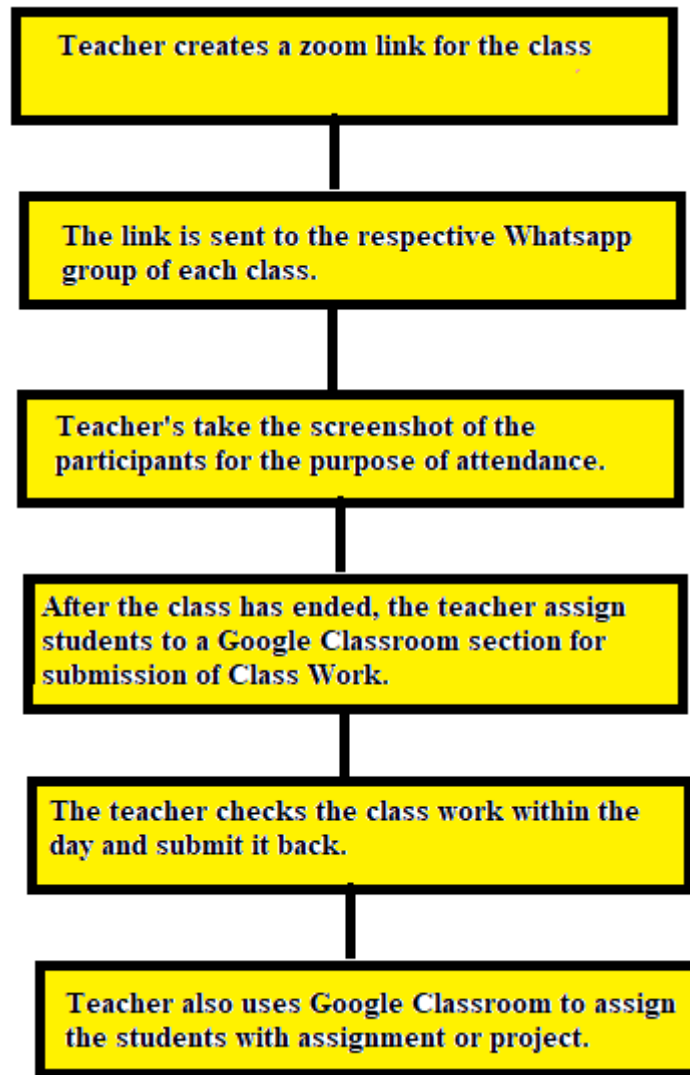 Teacher creates a zoom link for the class
The link is sent to the respective Whatsapp
group of each class.
Teacher's take the screenshot of the
participants for the purpose of attendance.
After the class has ended, the teacher assign
students to a Google Classroom section for
submission of Class Work.
The teacher checks the class work within the
day and submit it back.
Teacher also uses Google Classroom to assign
the students with assignment or project.